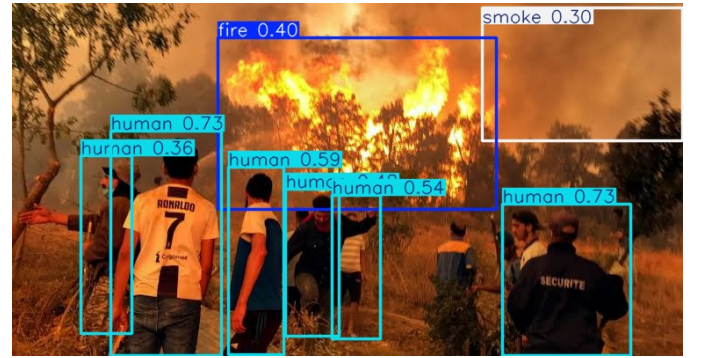 fire 0.40
smoke 0.30
human 0.73
human 0.36
human 0.59
human 0.54
human 0.73
RONALDO
7
SECURITE